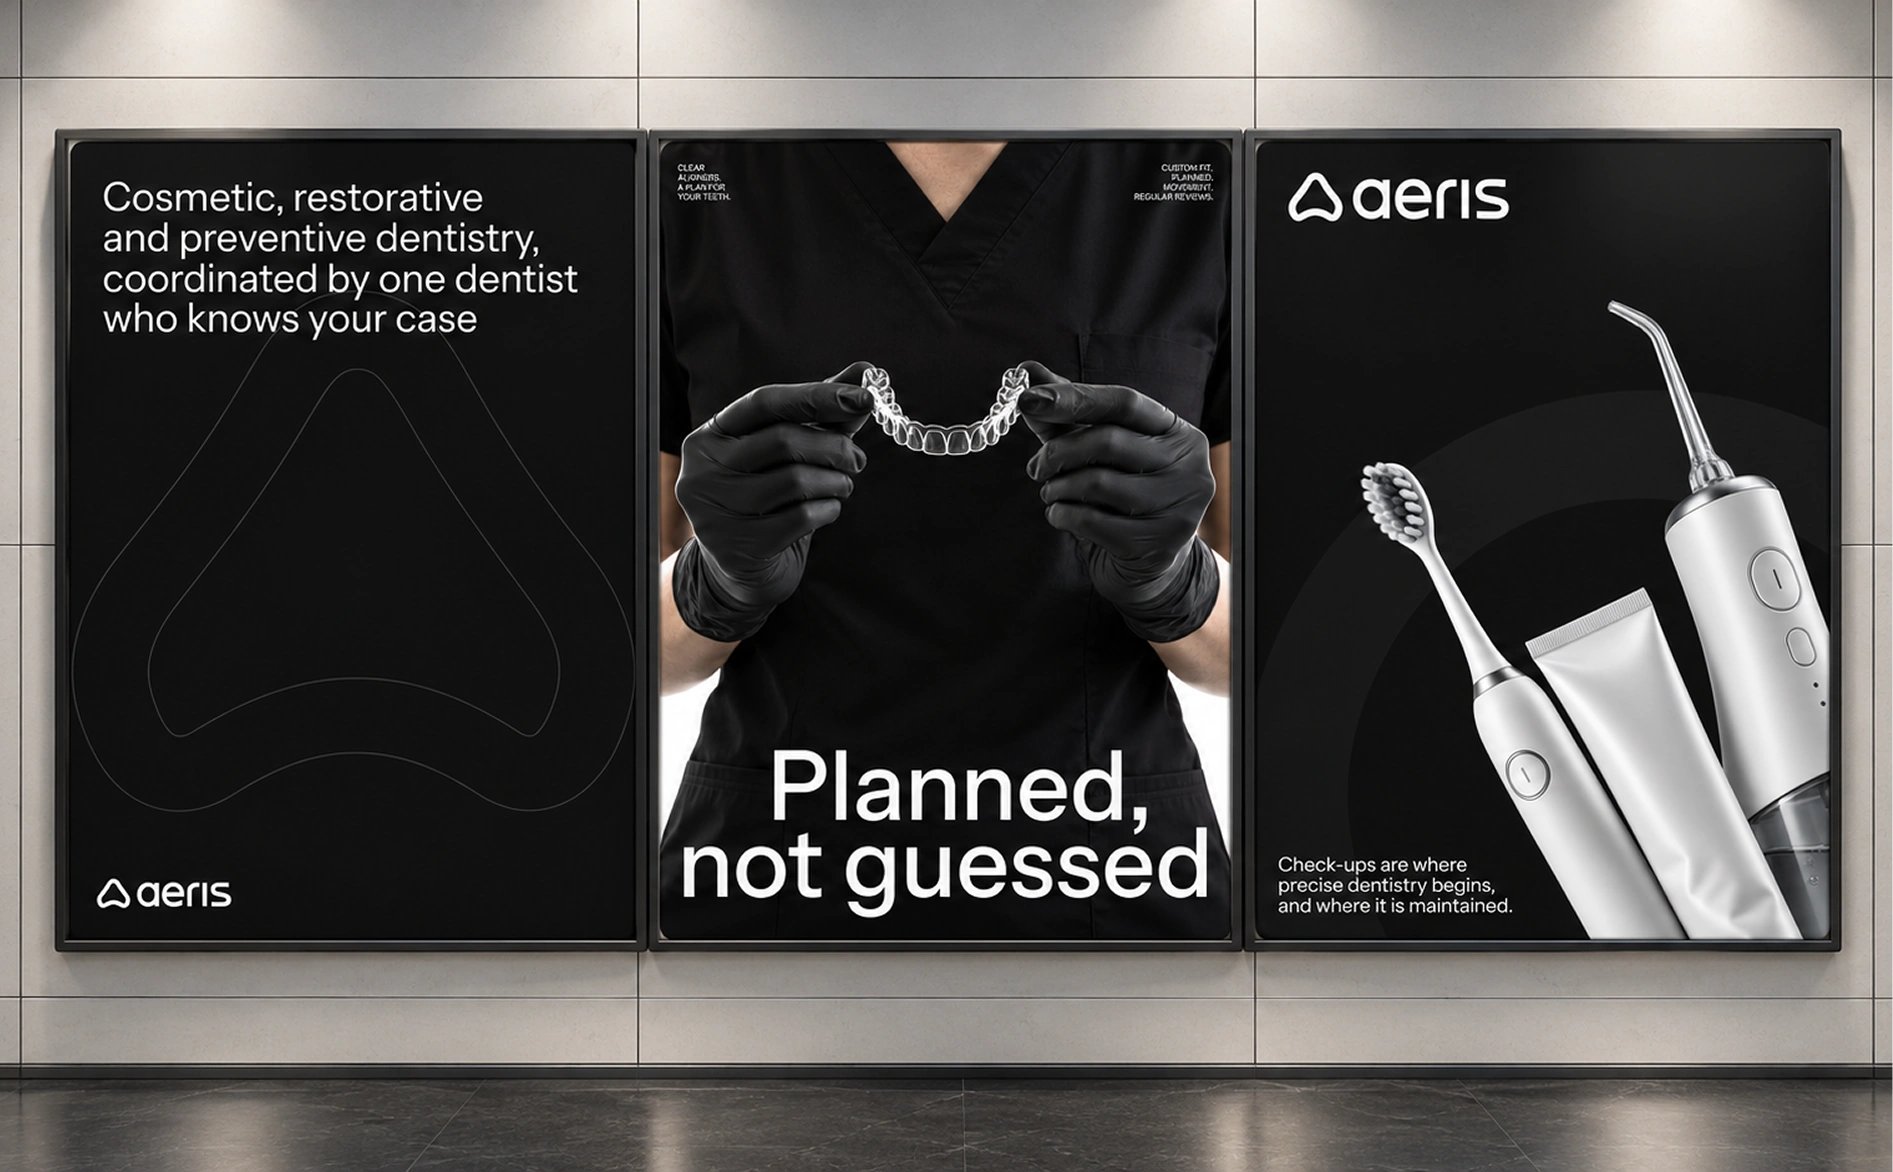 Cosmetic, restorative
and preventive dentistry,
coordinated by one dentist
who knows your case
aeris
CLEAR
ALIGNERS.
A PLAN FOR
YOUR TEETH.
CUSTOM FIT.
PLANNED.
MOVEMENT.
REGULAR REVIEWS.
Planned,
not guessed
aeris
Check-ups are where
precise dentistry begins,
and where it is maintained.